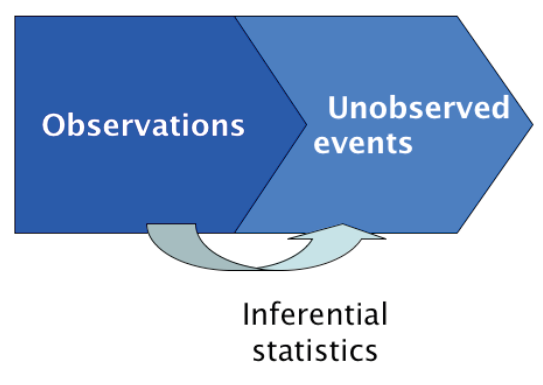 Observations
Unobserved
events
Inferential
statistics